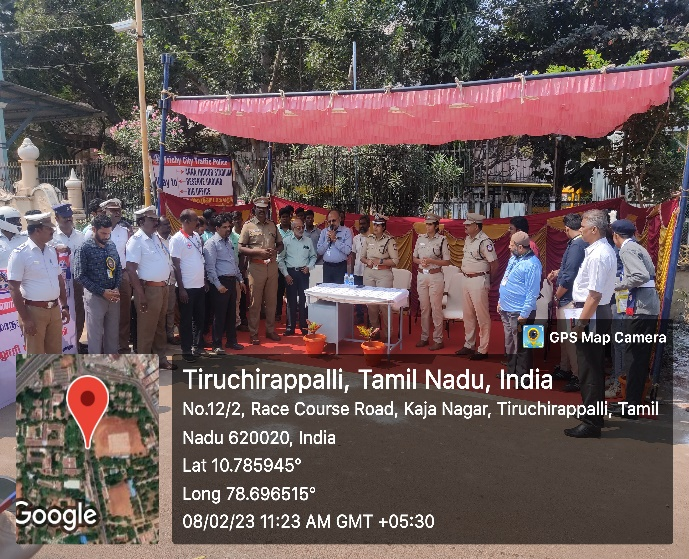 Trichy City Traffic Police
GPS Map Camera
Tiruchirappalli, Tamil Nadu, India
No.12/2, Race Course Road, Kaja Nagar, Tiruchirappalli, Tamil
Nadu 620020, India
Lat 10.785945°
Long 78.696515°
08/02/23 11:23 AM GMT +05:30
Google